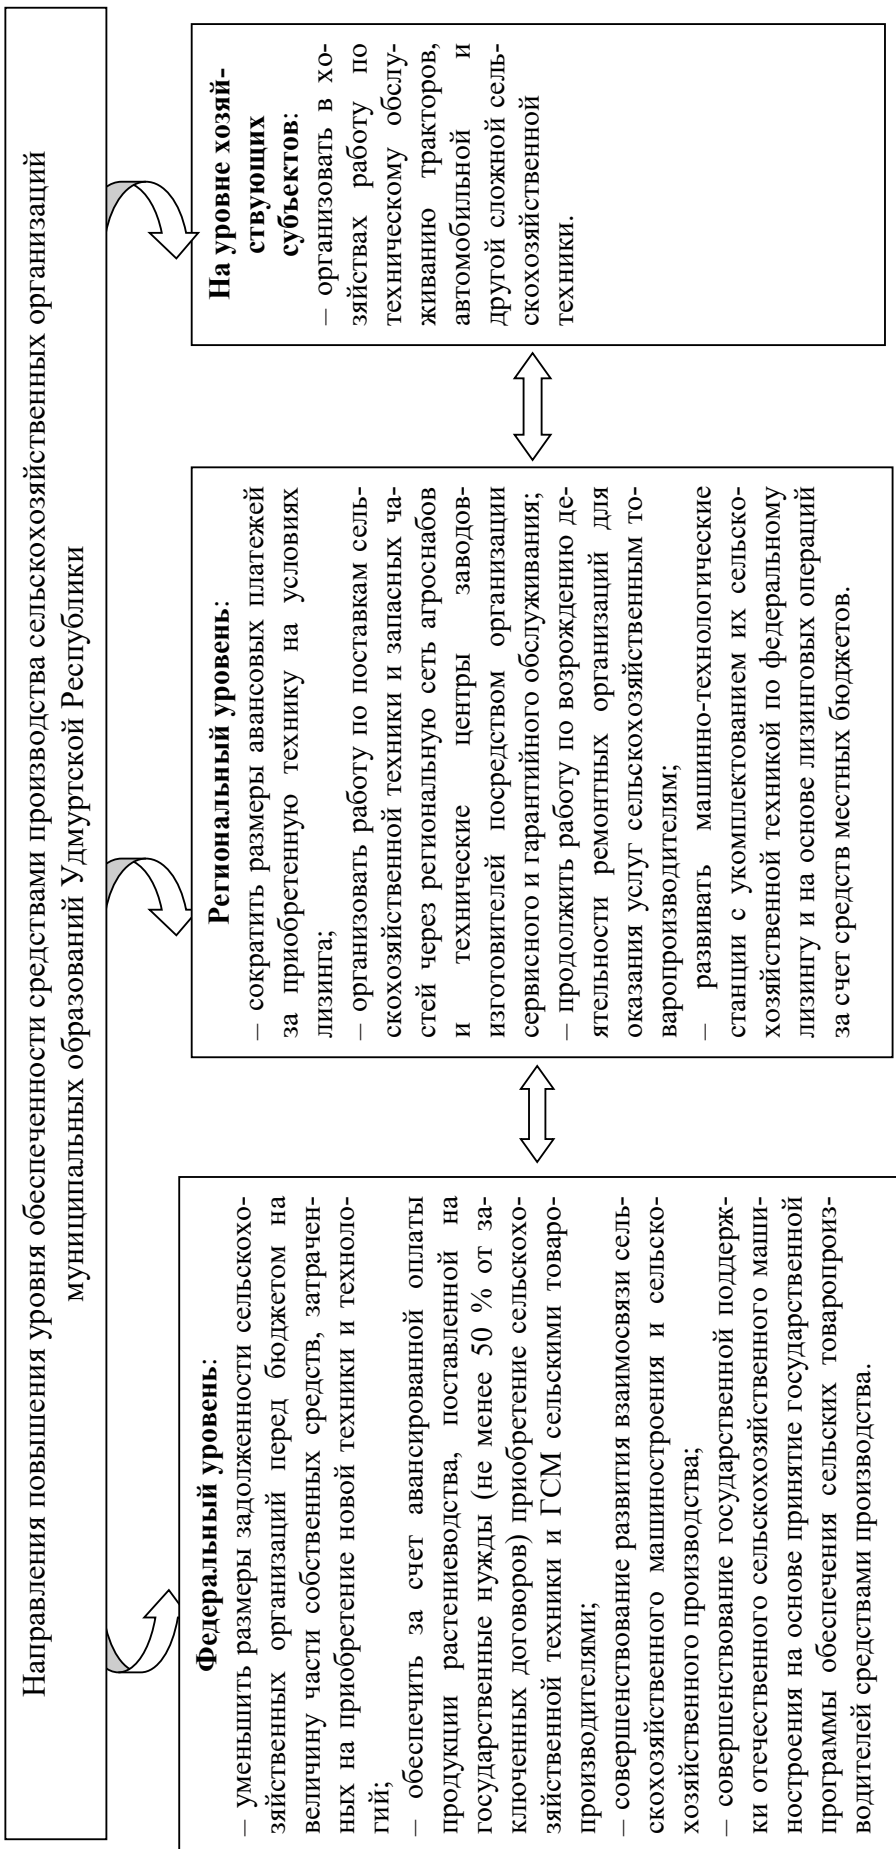 Направления повышения уровня обеспеченности средствами производства сельскохозяйственных организаций
муниципальных образований Удмуртской Республики
Федеральный уровень:
– уменьшить размеры задолженности сельскохо-
зяйственных организаций перед бюджетом на
величину части собственных средств, затрачен-
ных на приобретение новой техники и техноло-
гий;
– обеспечить за счет авансированной оплаты
продукции растениеводства, поставленной на
государственные нужды (не менее 50 % от за-
ключенных договоров) приобретение сельскохо-
зяйственной техники и ГСМ сельскими товаро-
производителями;
– совершенствование развития взаимосвязи сель-
скохозяйственного машиностроения и сельско-
хозяйственного производства;
– совершенствование государственной поддерж-
ки отечественного сельскохозяйственного маши-
ностроения на основе принятие государственной
программы обеспечения сельских товаропроиз-
водителей средствами производства.
Региональный уровень:
– сократить размеры авансовых платежей
за приобретенную технику на условиях
лизинга;
– организовать работу по поставкам сель-
скохозяйственной техники и запасных ча-
стей через региональную сеть агроснабов
и технические центры заводов-
изготовителей посредством организации
сервисного и гарантийного обслуживания;
– продолжить работу по возрождению де-
ятельности ремонтных организаций для
оказания услуг сельскохозяйственным то-
варопроизводителям;
– развивать машинно-технологические
станции с укомплектованием их сельско-
хозяйственной техникой по федеральному
лизингу и на основе лизинговых операций
за счет средств местных бюджетов.
На уровне хозяй-
ствующих
субъектов:
– организовать в хо-
зяйствах работу по
техническому обслу-
живанию тракторов,
автомобильной и
другой сложной сель-
скохозяйственной
техники.